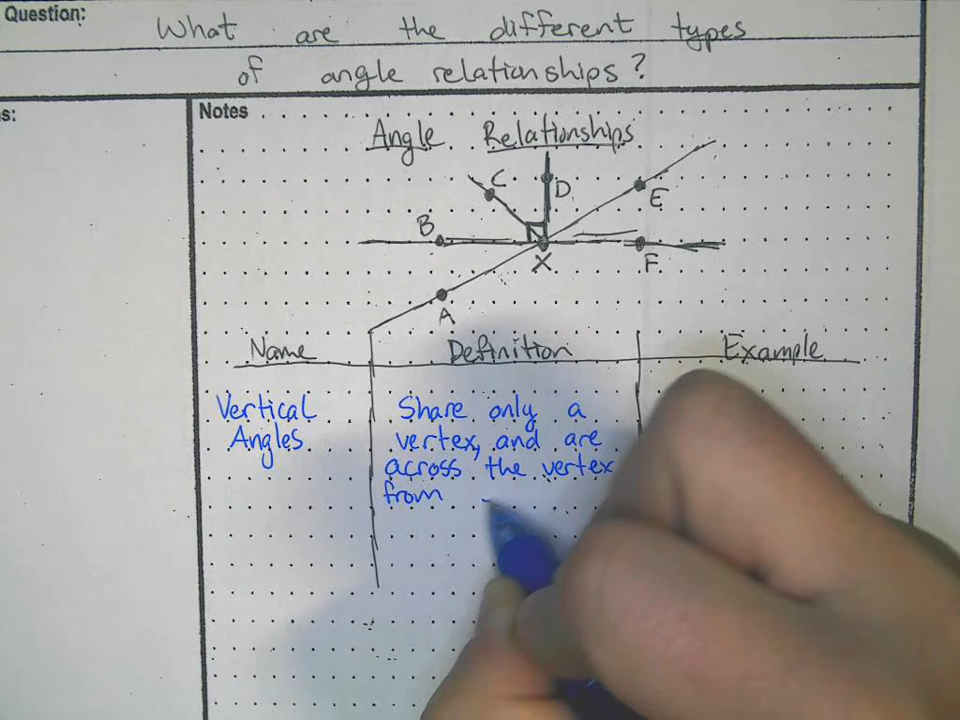 Question:
What are the different types
of angle relationships?
s:
Notes
Angle Relationships
C
D
E
B
X
F
A
Name Definition Example
Vertical Share only a
Angles vertex, and are
across the vertex
from